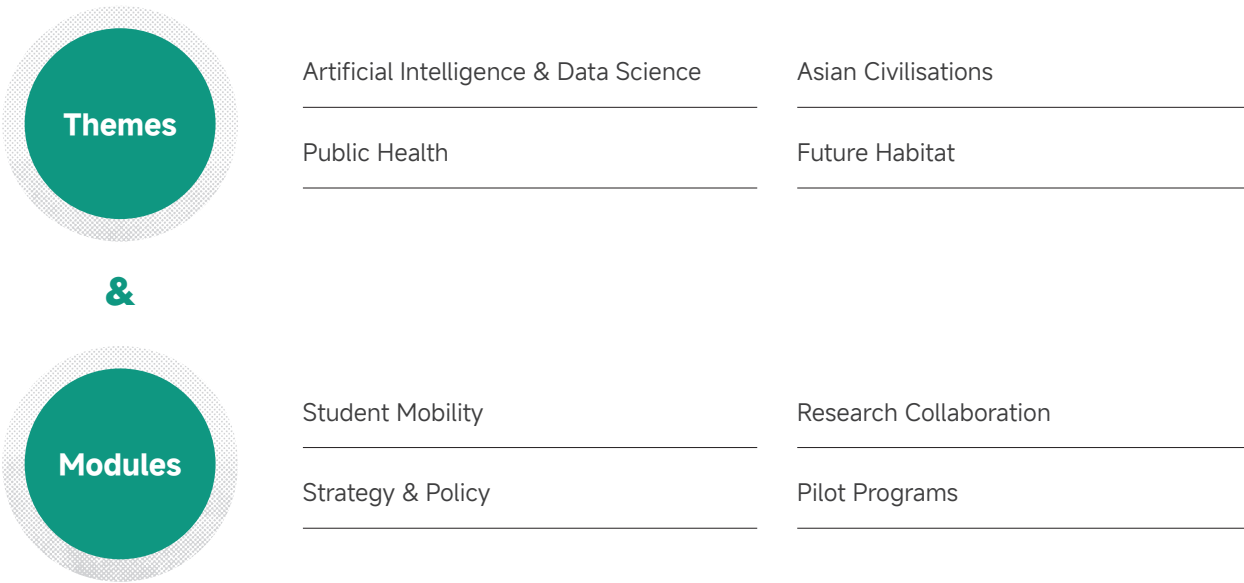 Themes
Artificial Intelligence & Data Science
Asian Civilisations
Public Health
Future Habitat
&
Modules
Student Mobility
Research Collaboration
Strategy & Policy
Pilot Programs